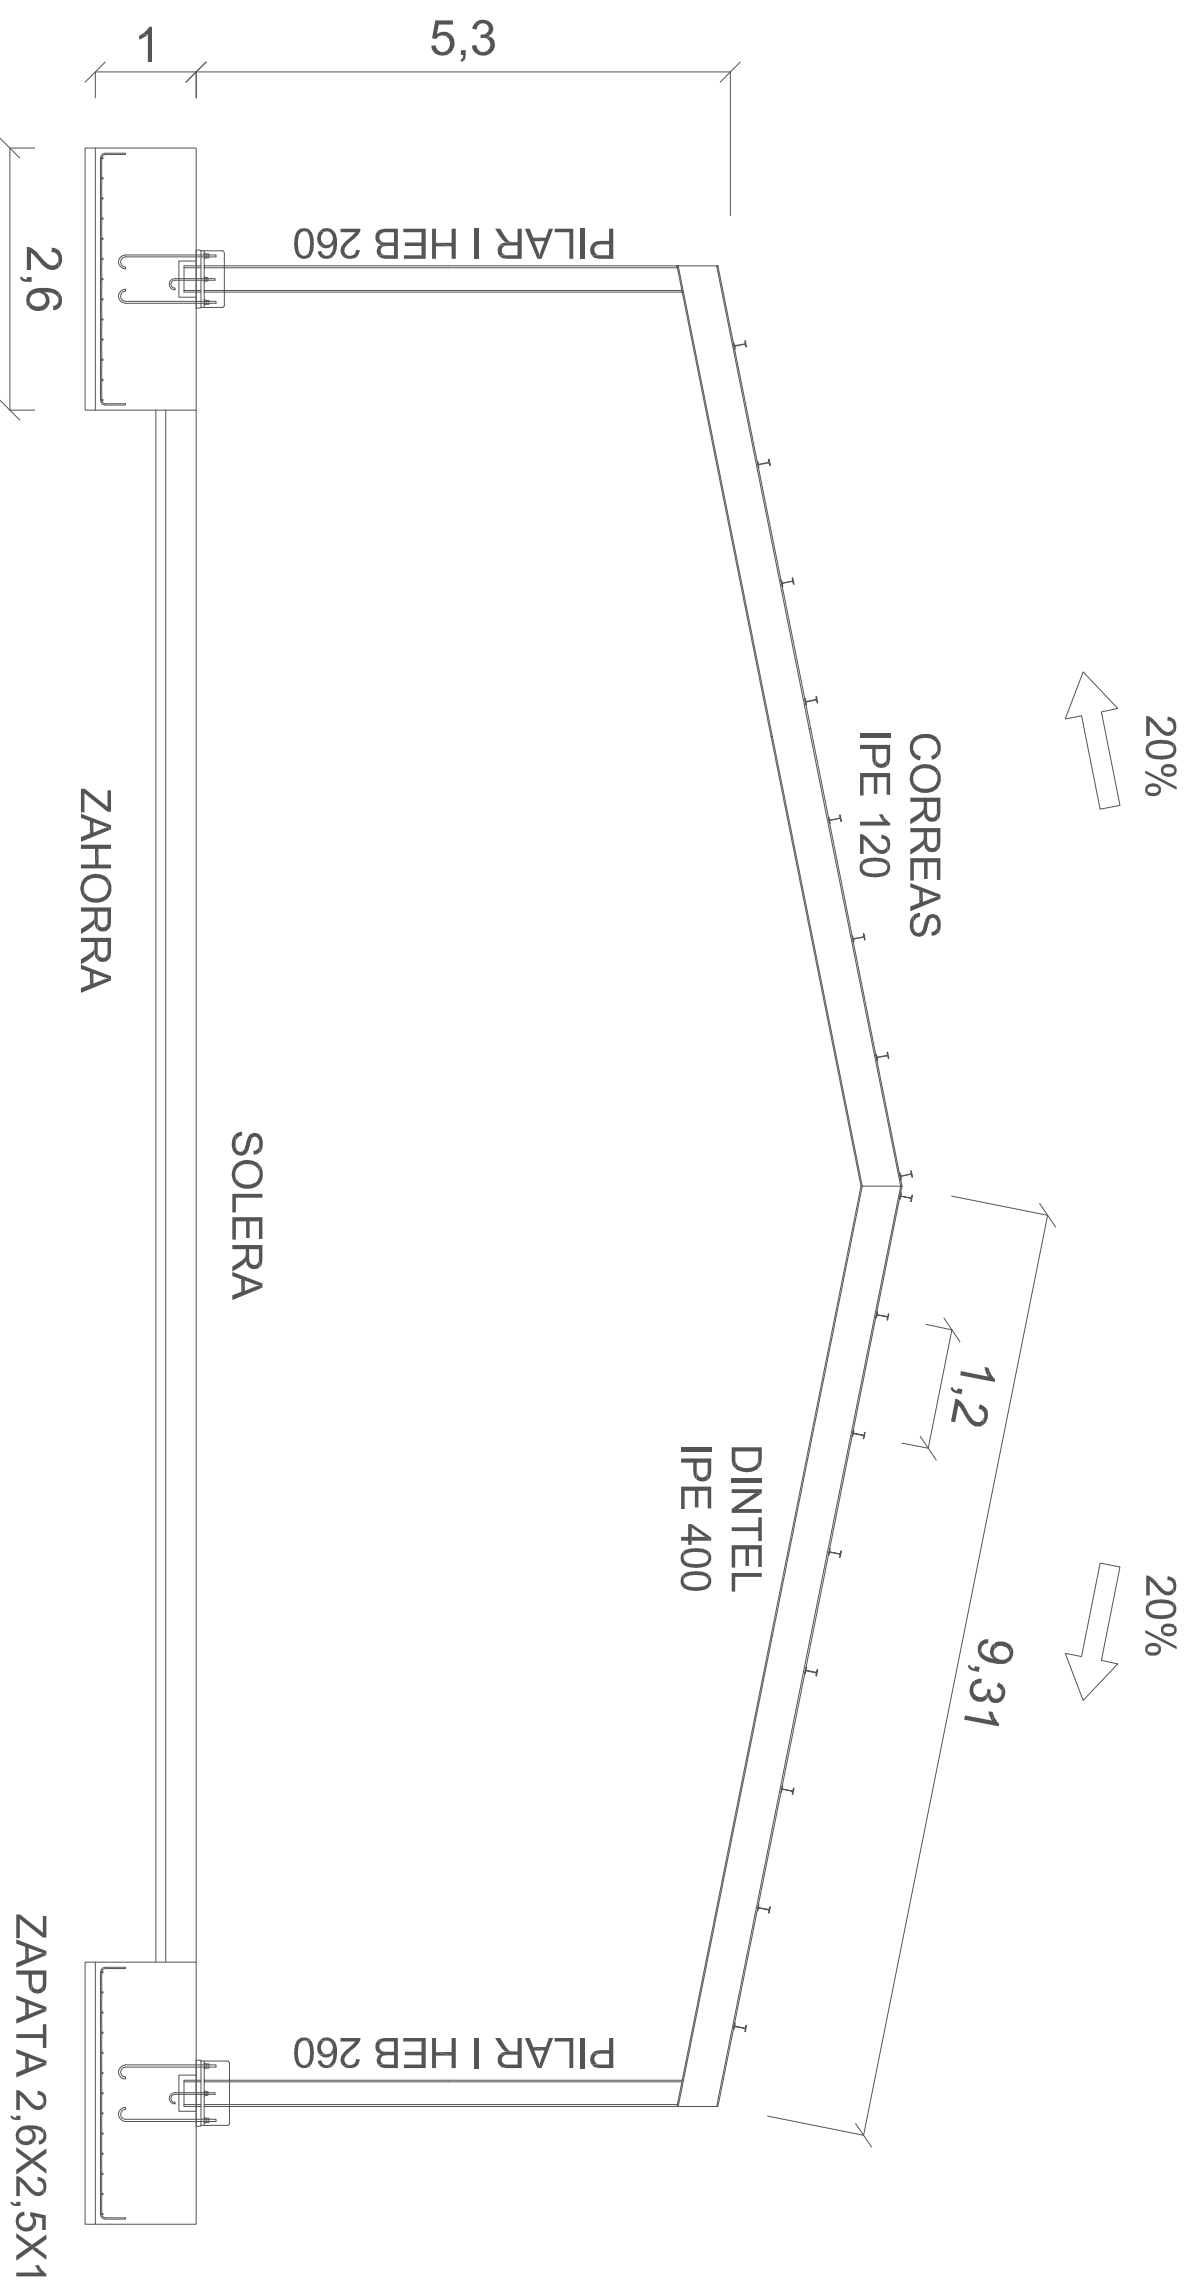 20%
20%
9,31
1,2
CORREAS
IPE 120
DINTEL
IPE 400
5,3
PILAR I HEB 260
PILAR I HEB 260
SOLERA
1
ZAHORRA
2,6
ZAPATA 2,6X2,5X1